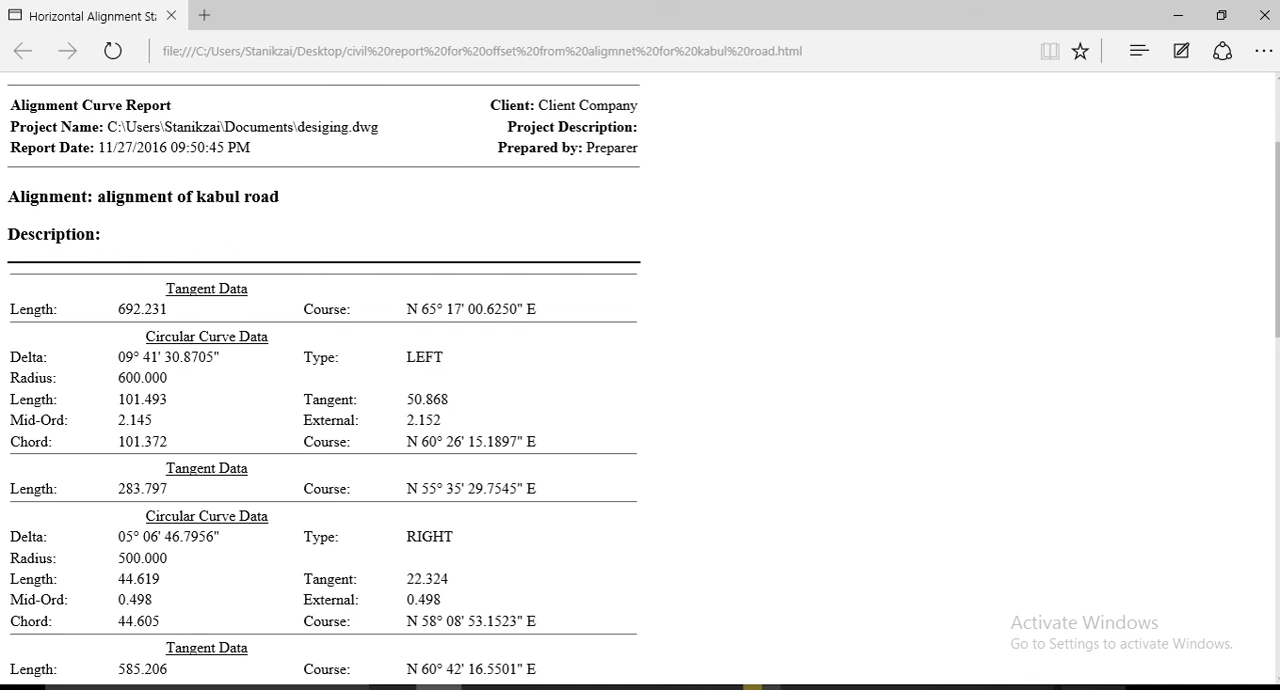 Horizontal Alignment Sta
file:///C:/Users/Stanikzai/Desktop/civil%20report%20for%20offset%20from%20aligmnet%20for%20kabul%20road.html
Alignment Curve Report Client: Client Company
Project Name: C:\Users\Stanikzai\Documents\desiging.dwg Project Description:
Report Date: 11/27/2016 09:50:45 PM Prepared by: Preparer
Alignment: alignment of kabul road
Description:
Tangent Data
Length: 692.231 Course: N 65° 17' 00.6250" E
Circular Curve Data
Delta: 09° 41' 30.8705" Type: LEFT
Radius: 600.000
Length: 101.493 Tangent: 50.868
Mid-Ord: 2.145 External: 2.152
Chord: 101.372 Course: N 60° 26' 15.1897" E
Tangent Data
Length: 283.797 Course: N 55° 35' 29.7545" E
Circular Curve Data
Delta: 05° 06' 46.7956" Type: RIGHT
Radius: 500.000
Length: 44.619 Tangent: 22.324
Mid-Ord: 0.498 External: 0.498
Chord: 44.605 Course: N 58° 08' 53.1523" E
Tangent Data
Length: 585.206 Course: N 60° 42' 16.5501" E
Activate Windows
Go to Settings to activate Windows.